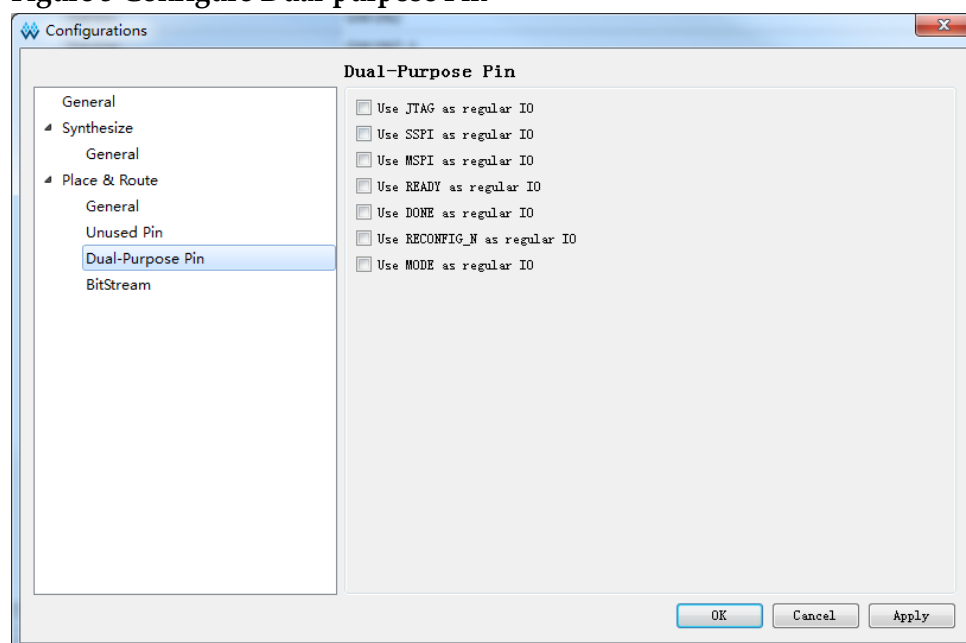 Configurations
Dual-Purpose Pin
General
Synthesize
General
Place & Route
General
Unused Pin
Dual-Purpose Pin
BitStream
Use JTAG as regular IO
Use SSPI as regular IO
Use MSPI as regular IO
Use READY as regular IO
Use DONE as regular IO
Use RECONFIG_N as regular IO
Use MODE as regular IO
OK Cancel Apply